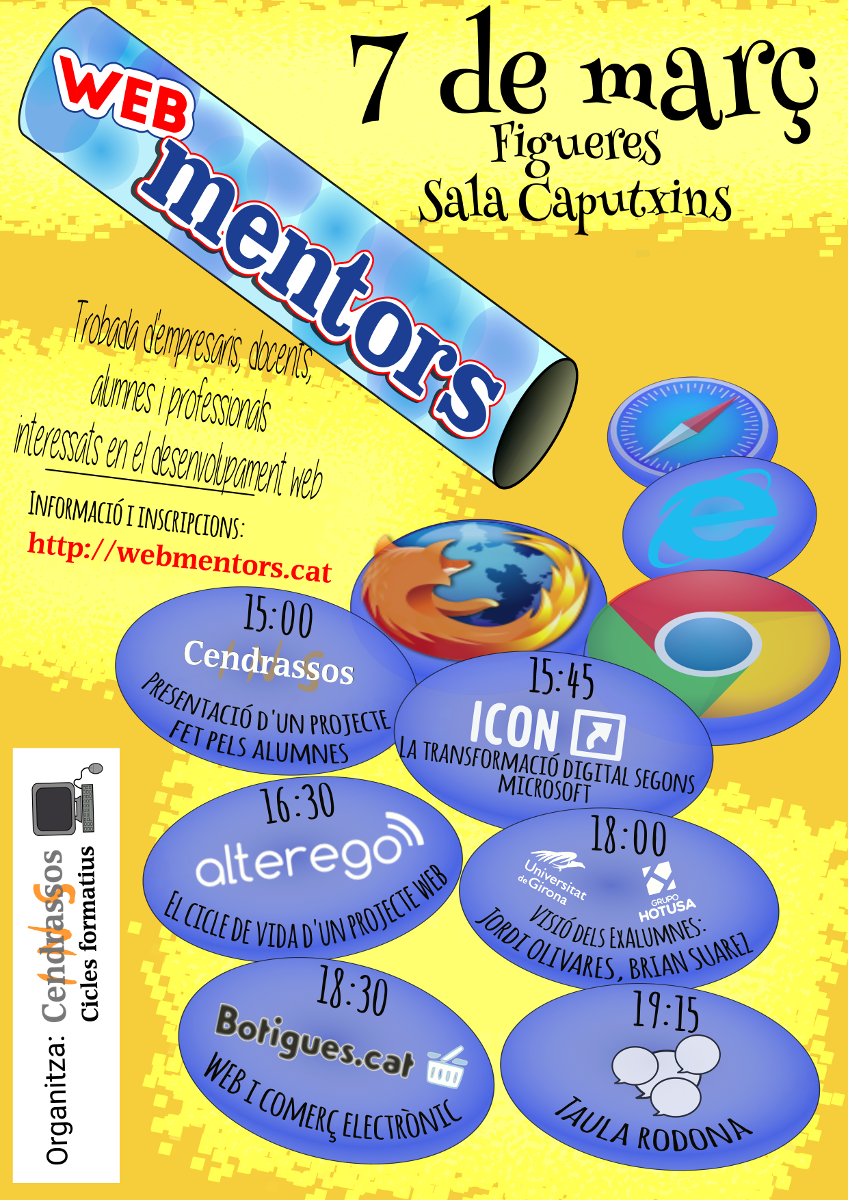 7 de març
Figueres
Sala Caputxins
WEB
mentors
Trobada d'empresaris, docents,
alumnes i professionals
interessats en el desenvolupament web
Informació i inscripcions:
http://webmentors.cat
15:00
INS
Cendrassos
Presentació d'un projecte
fet pels alumnes
15:45
ICON
La transformació digital segons
Microsoft
16:30
alterego
El cicle de vida d'un projecte web
18:00
Universitat
de Girona
GRUPO
HOTUSA
Visió dels Exalumnes:
Jordi Olivares, Brian Suarez
18:30
Botigues.cat
Web i comerç electrònic
19:15
Taula rodona
Organitza:
INS
Cendrassos
Cicles formatius